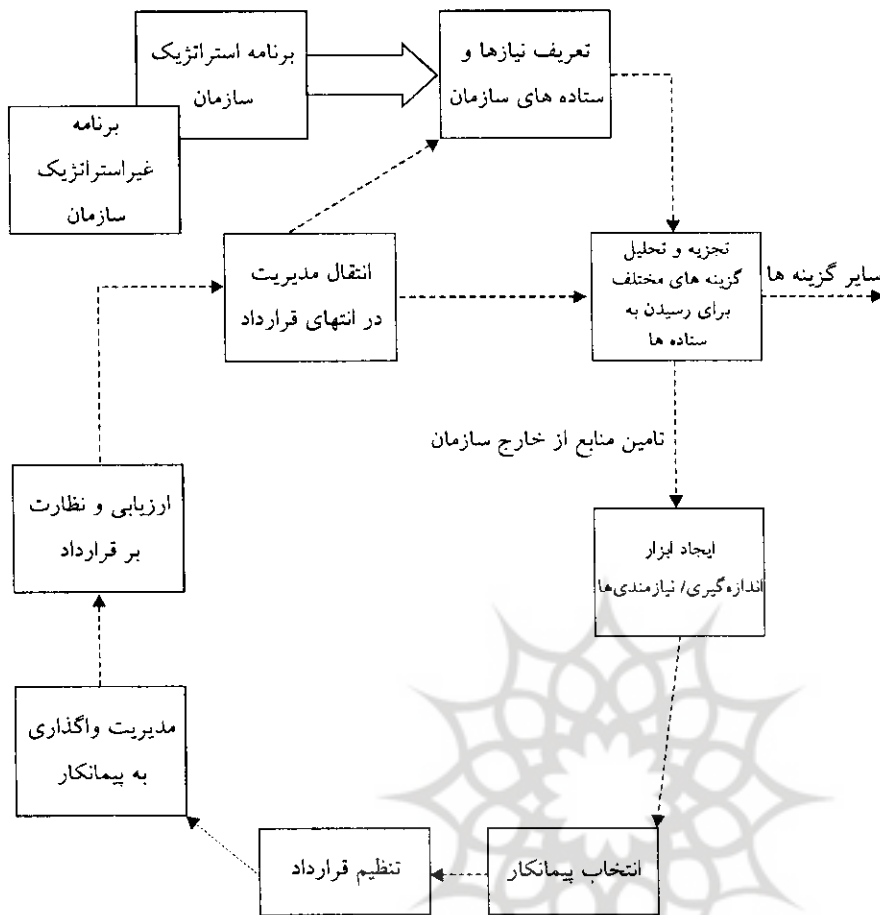 برنامه استراتژیک
سازمان
تعریف نیازها و
ستاده های سازمان
برنامه
غیراستراتژیک
سازمان
انتقال مدیریت
در انتهای قرارداد
تجزیه و تحلیل
گزینه های مختلف
برای رسیدن به
ستاده ها
سایر گزینه ها
تامین منابع از خارج سازمان
ارزیابی و نظارت
بر قرارداد
ایجاد ابزار
اندازه‌گیری/ نیازمندی‌ها
مدیریت واگذاری
به پیمانکار
تنظیم قرارداد
انتخاب پیمانکار